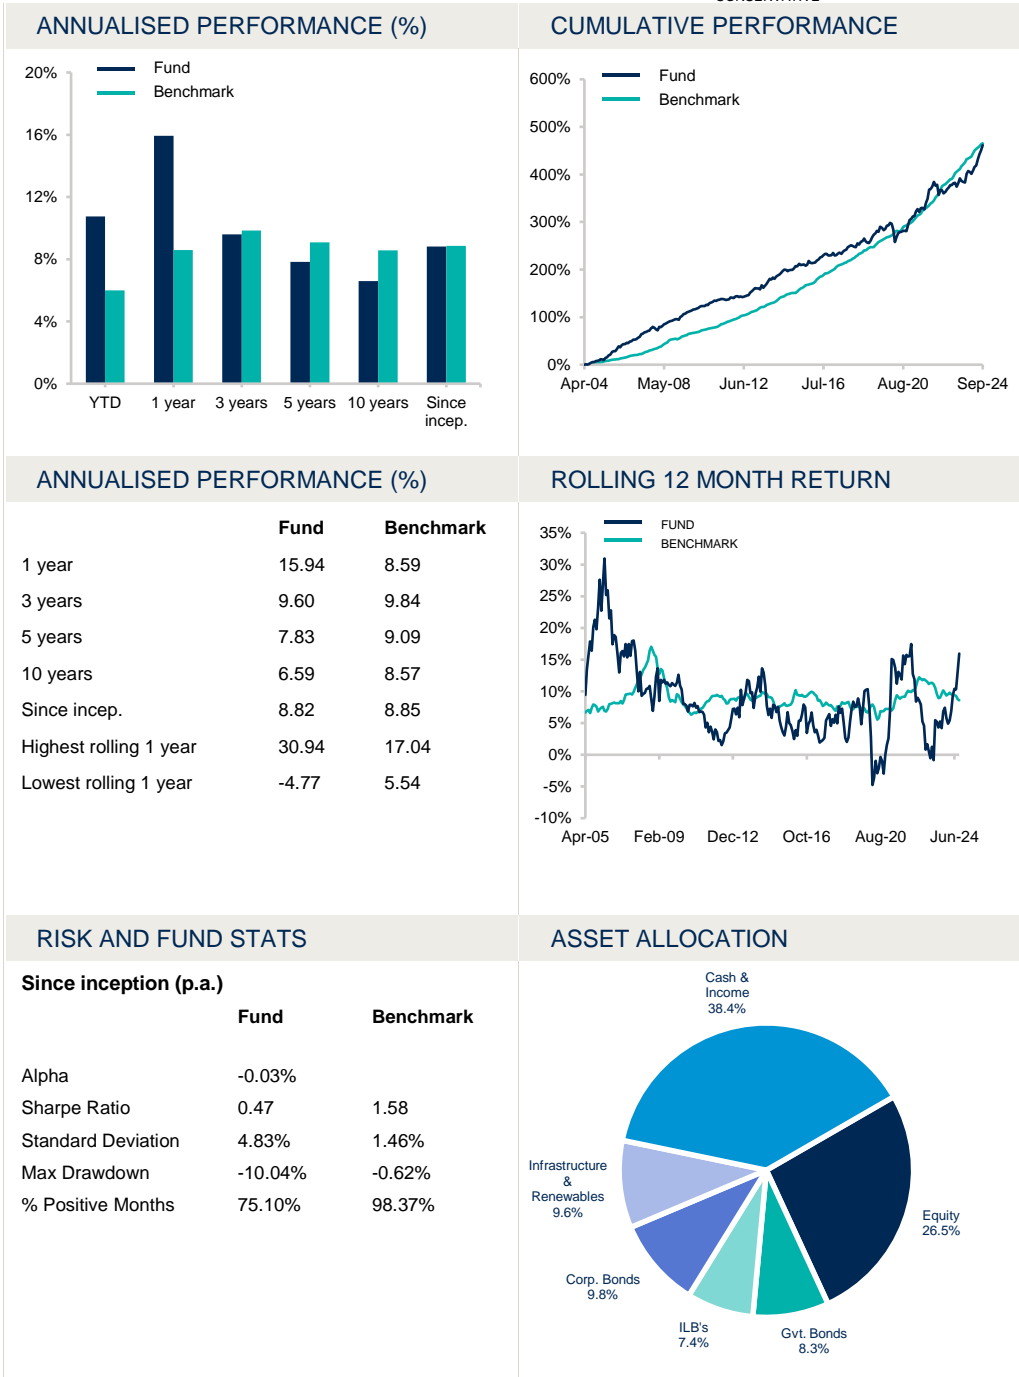 CONSERVATIVE
ANNUALISED PERFORMANCE (%)
Fund
Benchmark
20%
16%
12%
8%
4%
0%
YTD
1 year
3 years
5 years
10 years
Since
incep.
CUMULATIVE PERFORMANCE
Fund
Benchmark
600%
500%
400%
300%
200%
100%
0%
Apr-04
May-08
Jun-12
Jul-16
Aug-20
Sep-24
ANNUALISED PERFORMANCE (%)
Fund Benchmark
1 year 15.94 8.59
3 years 9.60 9.84
5 years 7.83 9.09
10 years 6.59 8.57
Since incep. 8.82 8.85
Highest rolling 1 year 30.94 17.04
Lowest rolling 1 year -4.77 5.54
ROLLING 12 MONTH RETURN
FUND
BENCHMARK
35%
30%
25%
20%
15%
10%
5%
0%
-5%
-10%
Apr-05
Feb-09
Dec-12
Oct-16
Aug-20
Jun-24
RISK AND FUND STATS
Since inception (p.a.)
Fund Benchmark
Alpha -0.03%
Sharpe Ratio 0.47 1.58
Standard Deviation 4.83% 1.46%
Max Drawdown -10.04% -0.62%
% Positive Months 75.10% 98.37%
ASSET ALLOCATION
Cash &
Income
38.4%
Infrastructure
&
Renewables
9.6%
Equity
26.5%
Corp. Bonds
9.8%
ILB's
7.4%
Gvt. Bonds
8.3%